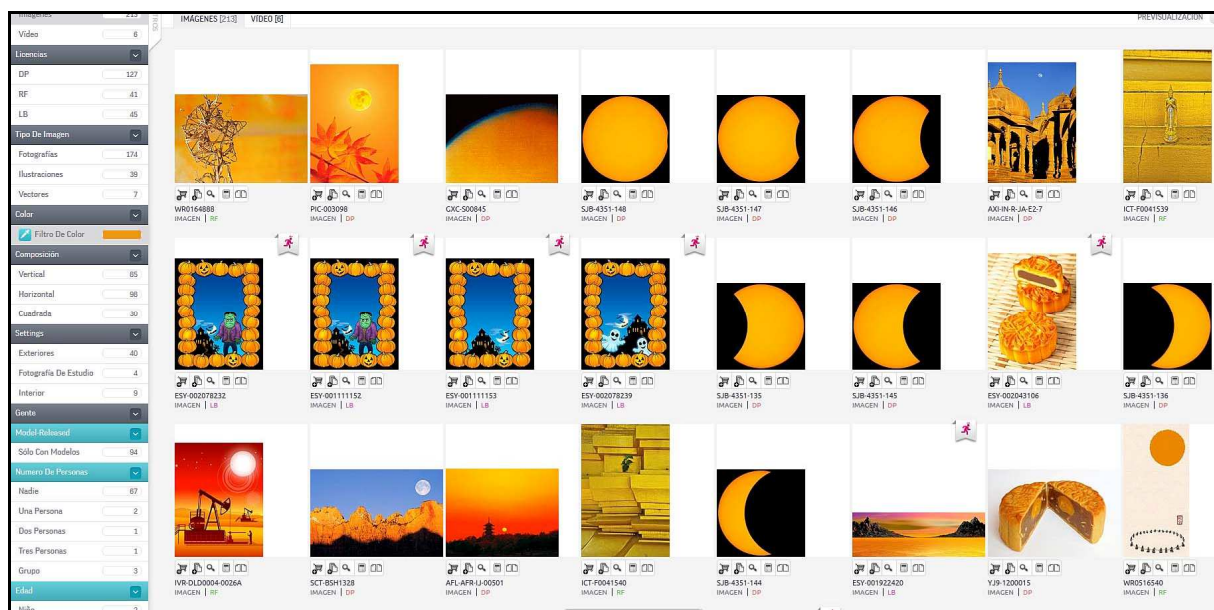 Imágenes 213
Vídeo 6
Licencias
DP 127
RF 41
LB 45
Tipo De Imagen
Fotografías 174
Ilustraciones 39
Vectores 7
Color
Filtro De Color
Composición
Vertical 85
Horizontal 98
Cuadrada 30
Settings
Exteriores 40
Fotografía De Estudio 4
Interior 9
Gente
Model-Released
Sólo Con Modelos 94
Numero De Personas
Nadie 67
Una Persona 2
Dos Personas 1
Tres Personas 1
Grupo 3
Edad
Niño 2
IMÁGENES [213] VÍDEO [6] PREVISUALIZACIÓN
WR0164888 PIC-003098 GXC-S00845 SJB-4351-148 SJB-4351-147 SJB-4351-146 AXI-IN-R-JA-E2-7 ICT-F0041539
IMAGEN | RF IMAGEN | DP IMAGEN | DP IMAGEN | DP IMAGEN | DP IMAGEN | DP IMAGEN | DP IMAGEN | RF
ESY-002078232 ESY-001111152 ESY-001111153 ESY-002078239 SJB-4351-135 SJB-4351-145 ESY-002043106 SJB-4351-136
IMAGEN | LB IMAGEN | LB IMAGEN | LB IMAGEN | LB IMAGEN | DP IMAGEN | DP IMAGEN | LB IMAGEN | DP
IVR-DLD0004-0026A SCT-BSH1328 AFL-AFR-IJ-00501 ICT-F0041540 SJB-4351-144 ESY-001922420 YJ9-1200015 WR0516540
IMAGEN | RF IMAGEN | DP IMAGEN | DP IMAGEN | RF IMAGEN | DP IMAGEN | LB IMAGEN | DP IMAGEN | RF